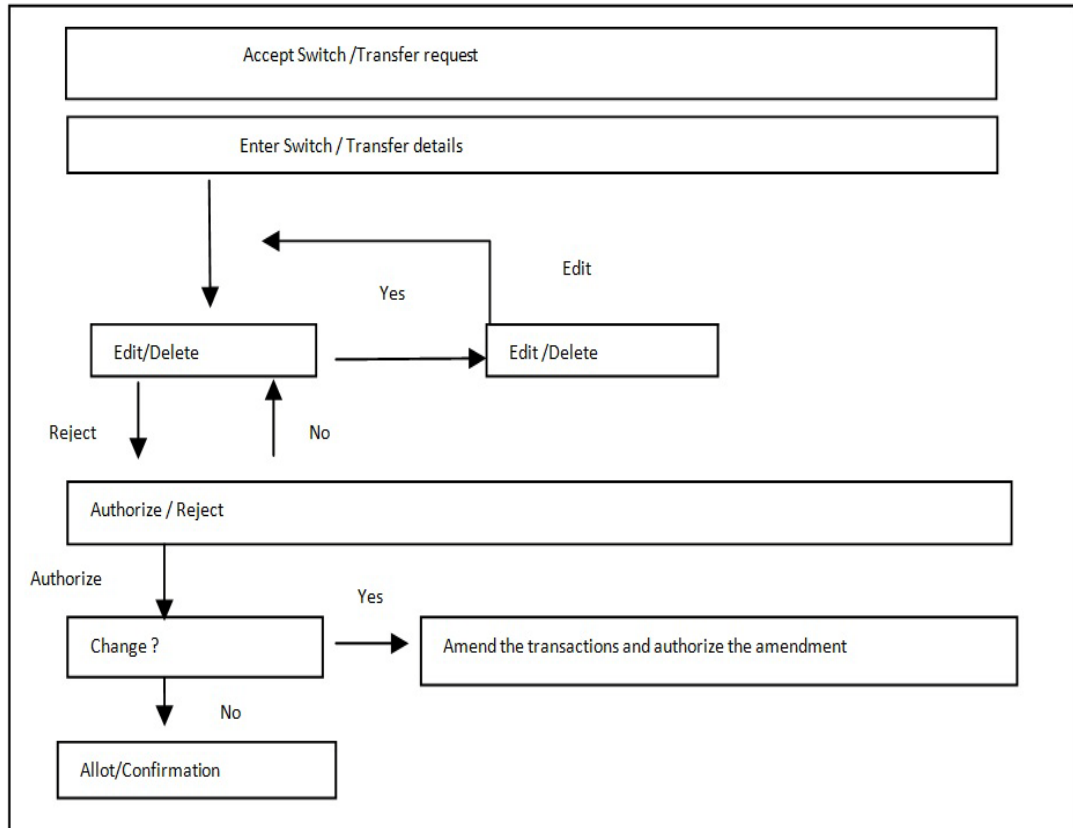 Accept Switch /Transfer request
Enter Switch / Transfer details
Edit
Yes
Edit/Delete
Edit /Delete
Reject
No
Authorize / Reject
Authorize
Yes
Change ?
Amend the transactions and authorize the amendment
No
Allot/Confirmation